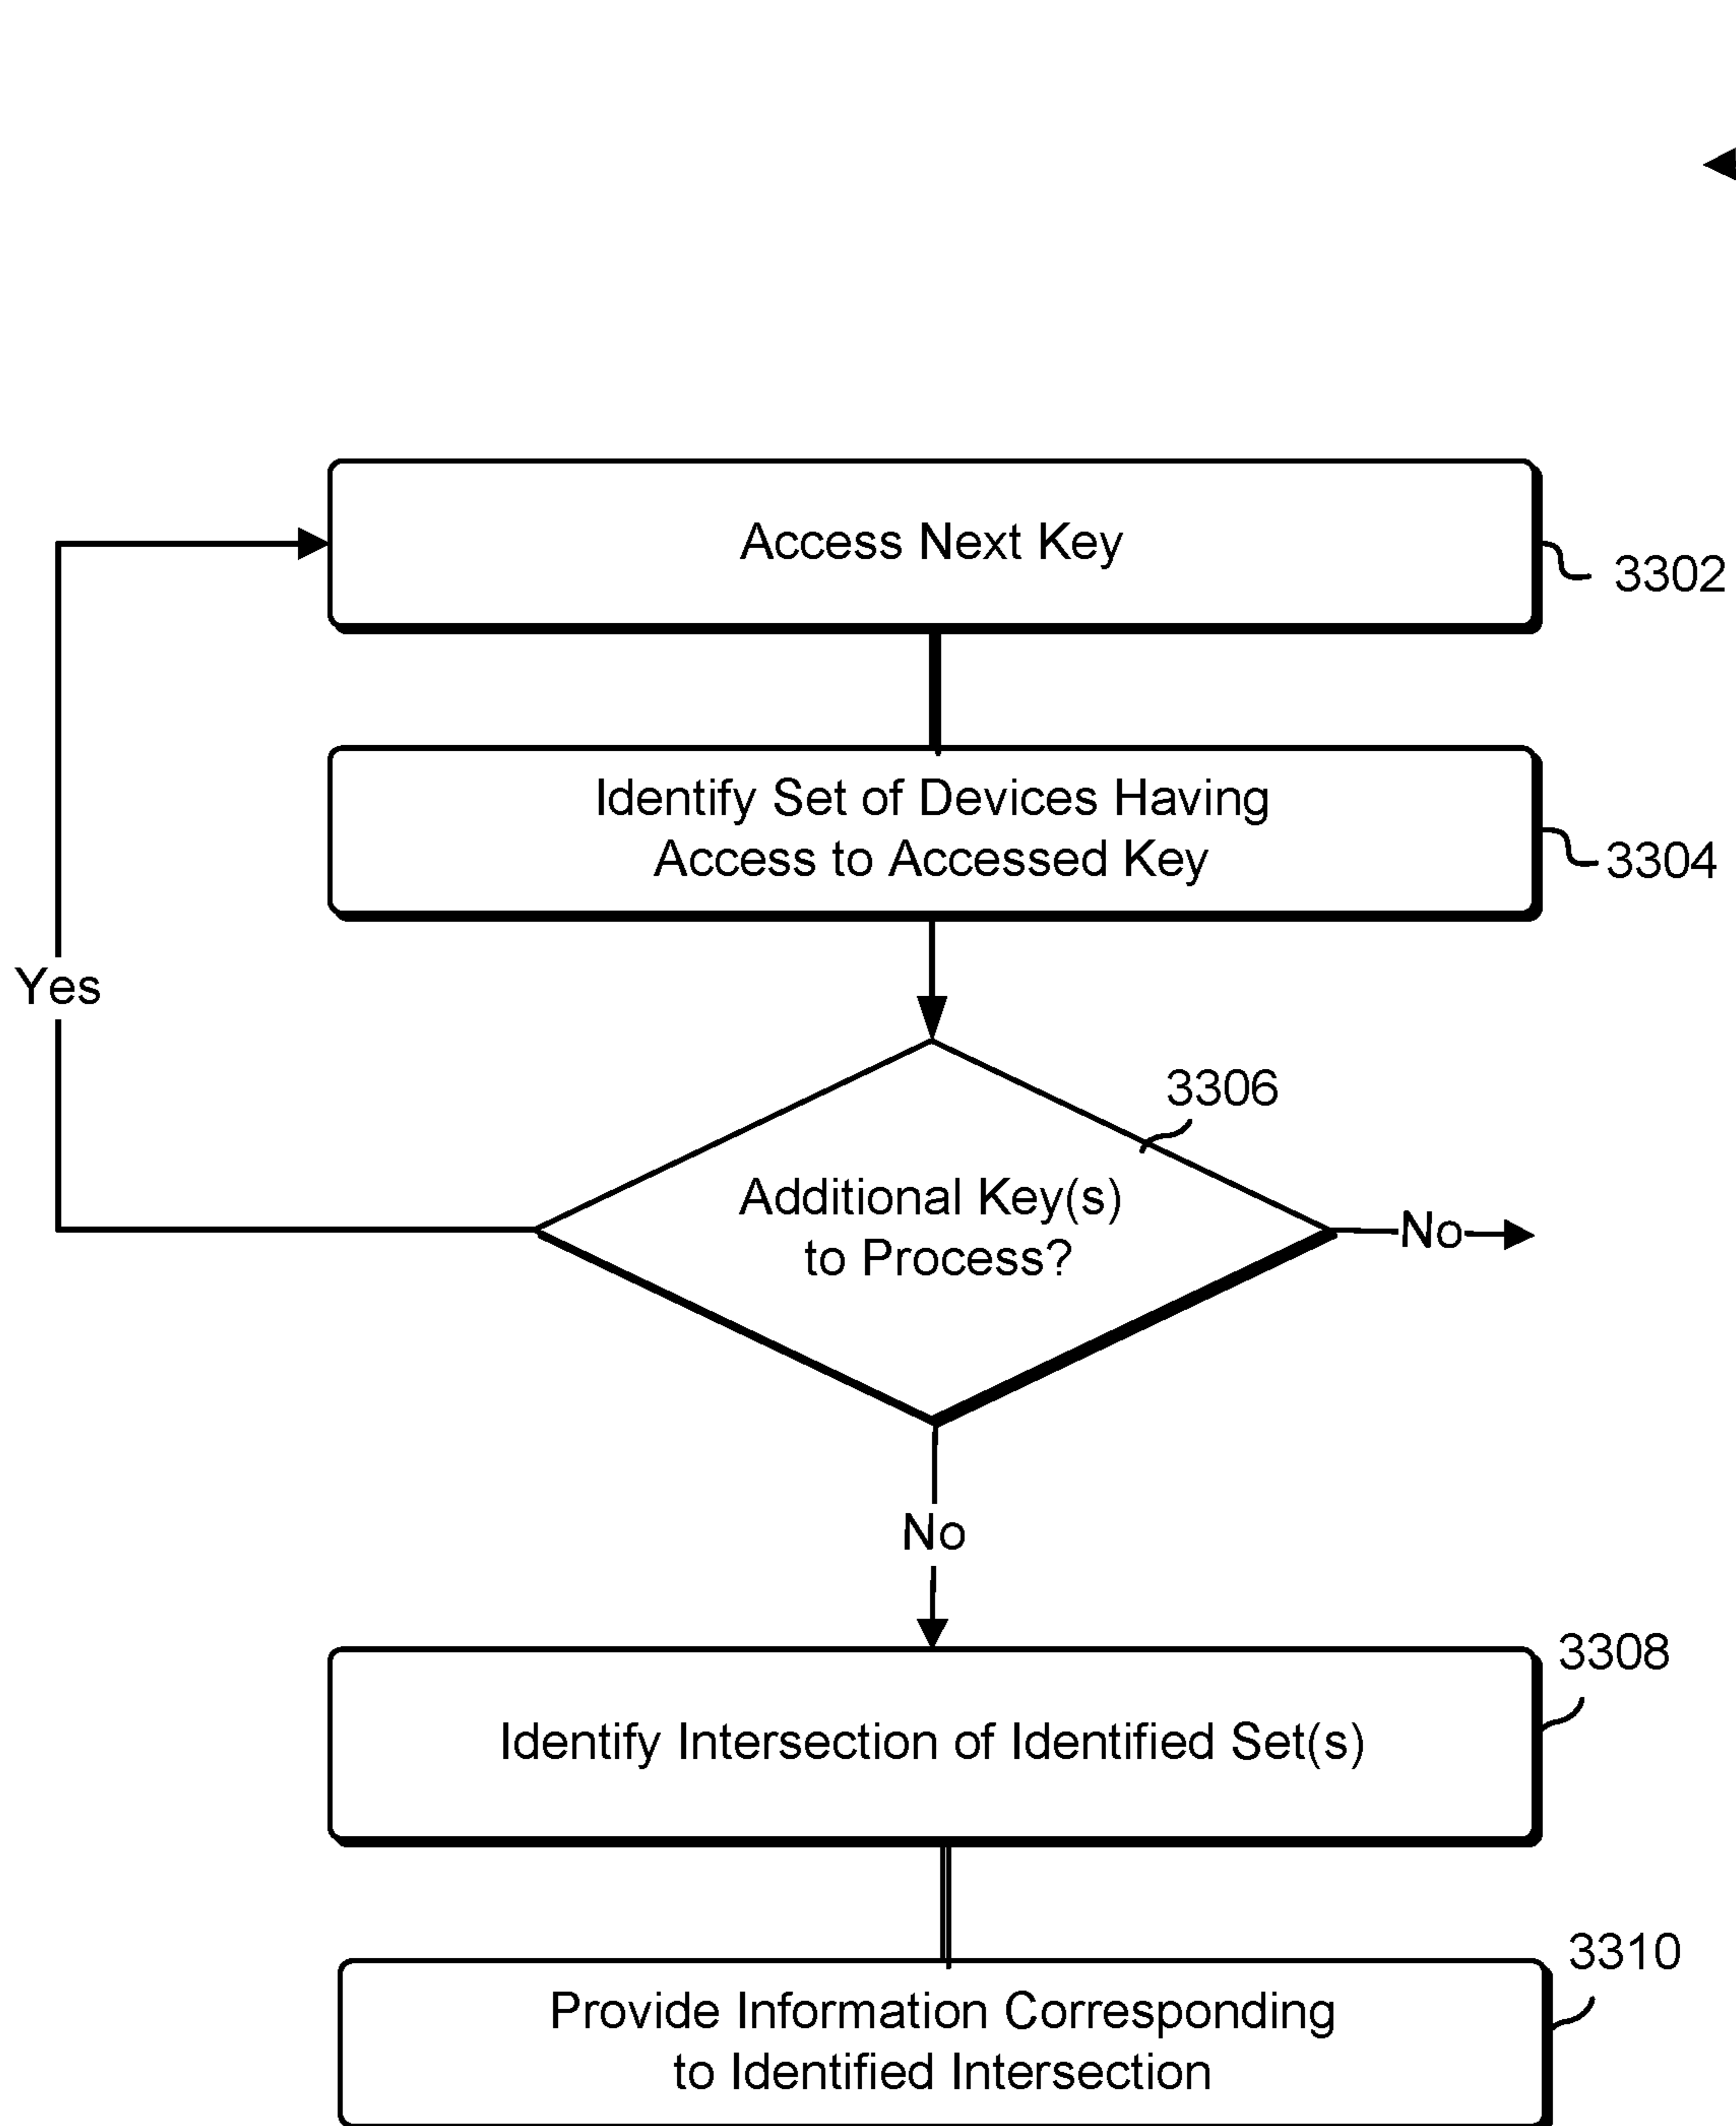 Access Next Key
3302
Identify Set of Devices Having
Access to Accessed Key
3304
Yes
3306
Additional Key(s)
to Process?
No
No
3308
Identify Intersection of Identified Set(s)
3310
Provide Information Corresponding
to Identified Intersection